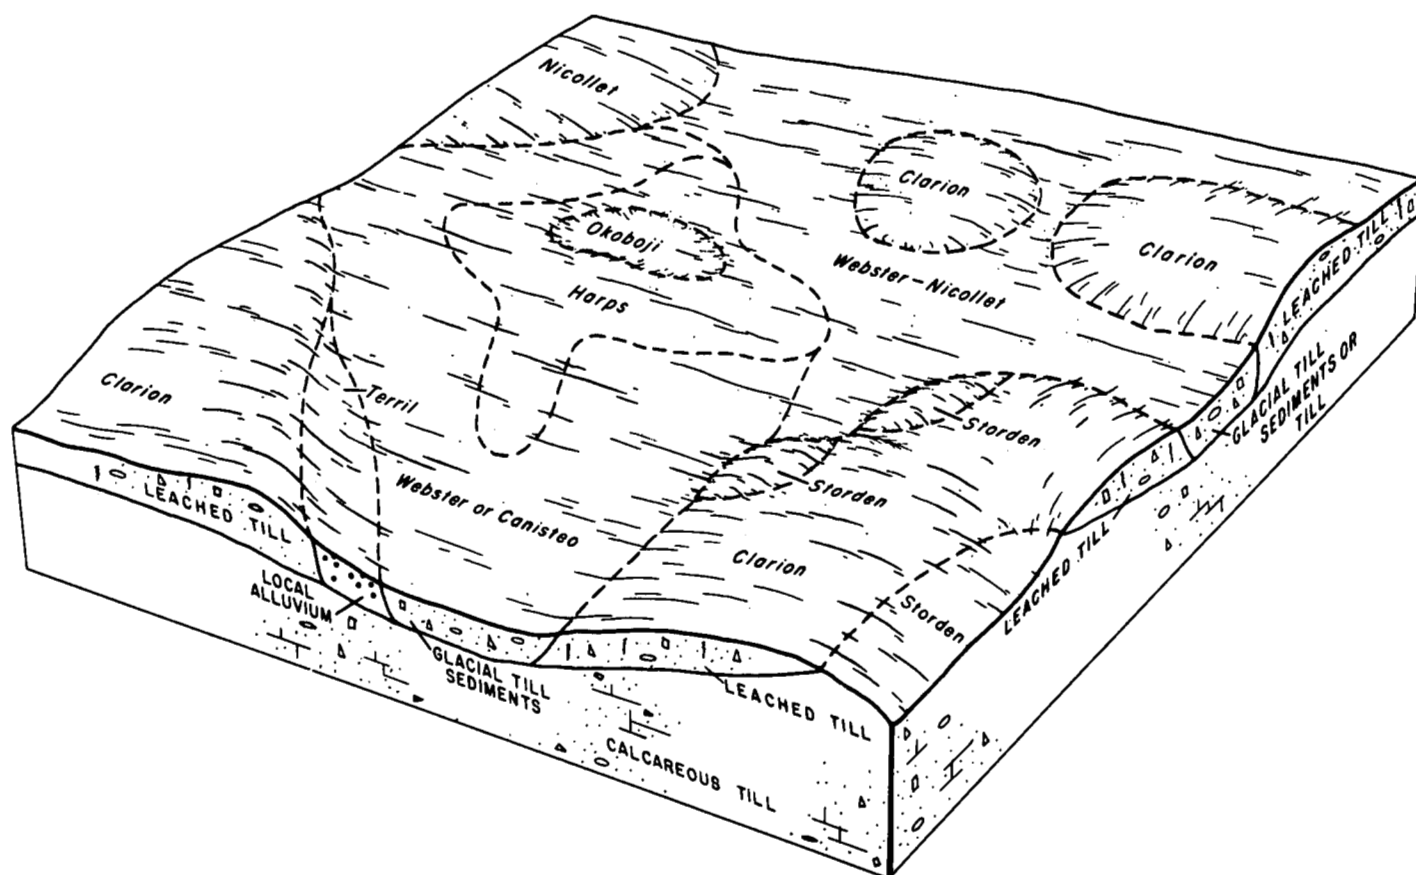 Nicollet
Clarion
Clarion
Okoboji
Webster-Nicollet
Harps
LEACHED TILL
GLACIAL TILL
SEDIMENTS OR
TILL
Clarion
Terril
Storden
Storden
Webster or Canisteo
Clarion
Storden
LEACHED TILL
LEACHED TILL
LOCAL
ALLUVIUM
GLACIAL TILL
SEDIMENTS
LEACHED TILL
CALCAREOUS TILL